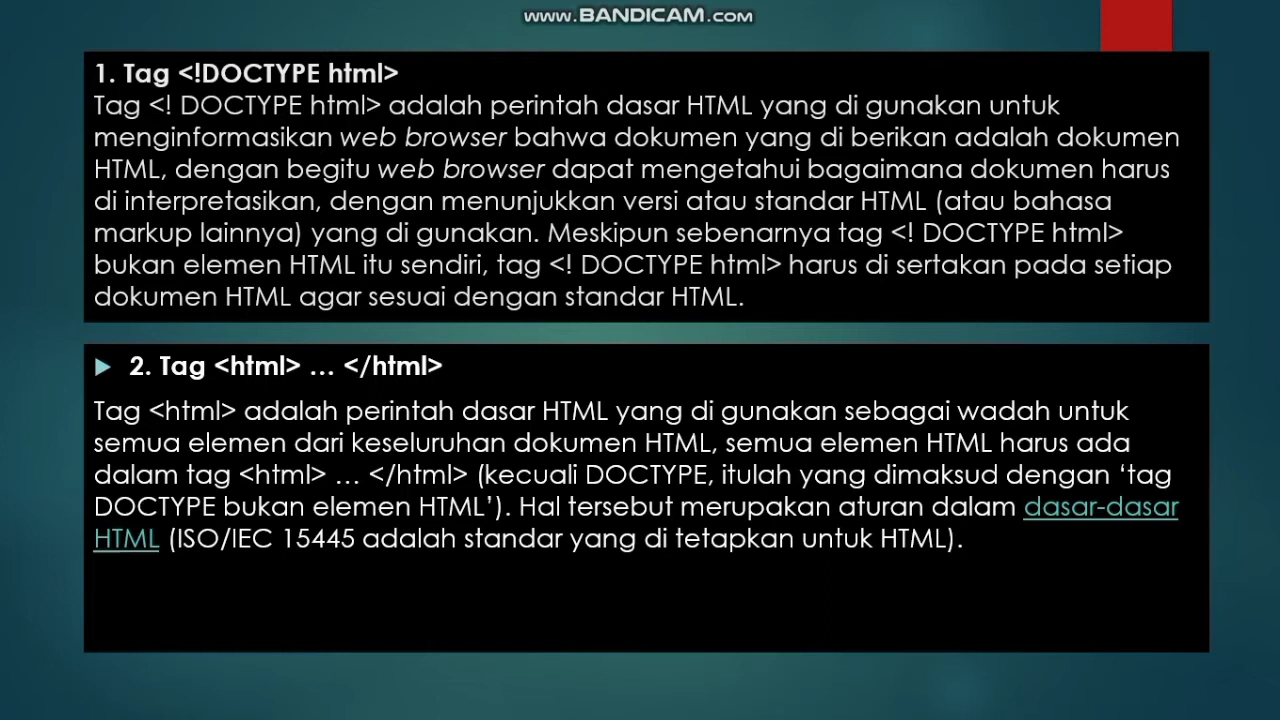 www.BANDICAM.com
1. Tag <!DOCTYPE html>
Tag <! DOCTYPE html> adalah perintah dasar HTML yang di gunakan untuk
menginformasikan web browser bahwa dokumen yang di berikan adalah dokumen
HTML, dengan begitu web browser dapat mengetahui bagaimana dokumen harus
di interpretasikan, dengan menunjukkan versi atau standar HTML (atau bahasa
markup lainnya) yang di gunakan. Meskipun sebenarnya tag <! DOCTYPE html>
bukan elemen HTML itu sendiri, tag <! DOCTYPE html> harus di sertakan pada setiap
dokumen HTML agar sesuai dengan standar HTML.
2. Tag <html> … </html>
Tag <html> adalah perintah dasar HTML yang di gunakan sebagai wadah untuk
semua elemen dari keseluruhan dokumen HTML, semua elemen HTML harus ada
dalam tag <html> … </html> (kecuali DOCTYPE, itulah yang dimaksud dengan ‘tag
DOCTYPE bukan elemen HTML’). Hal tersebut merupakan aturan dalam dasar-dasar
HTML (ISO/IEC 15445 adalah standar yang di tetapkan untuk HTML).